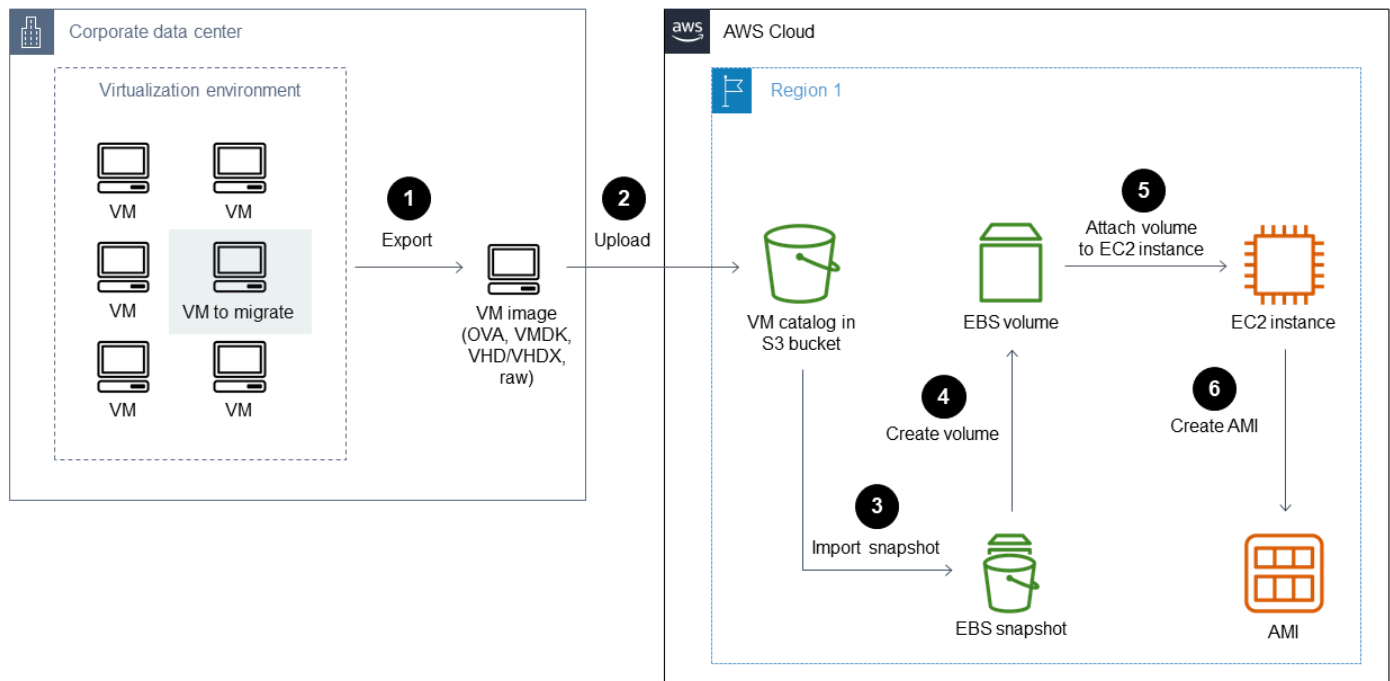 Corporate data center
Virtualization environment
VM
VM
VM
VM to migrate
VM
VM
1
Export
VM image
(OVA, VMDK,
VHD/VHDX,
raw)
2
Upload
aws
AWS Cloud
Region 1
VM catalog in
S3 bucket
3
Import snapshot
EBS snapshot
4
Create volume
EBS volume
5
Attach volume
to EC2 instance
EC2 instance
6
Create AMI
AMI